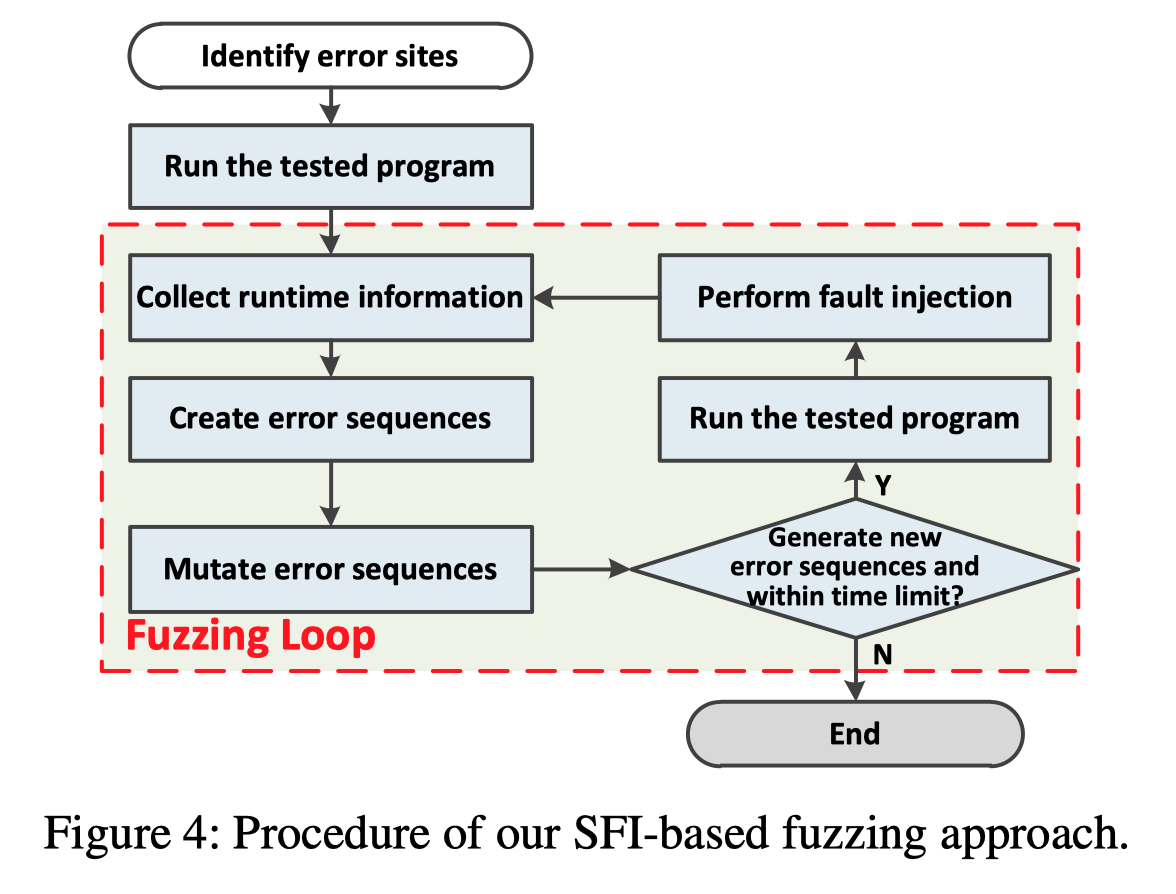 Identify error sites
Run the tested program
Collect runtime information
Perform fault injection
Create error sequences
Run the tested program
Y
Mutate error sequences
Generate new
error sequences and
within time limit?
Fuzzing Loop
N
End
Figure 4: Procedure of our SFI-based fuzzing approach.